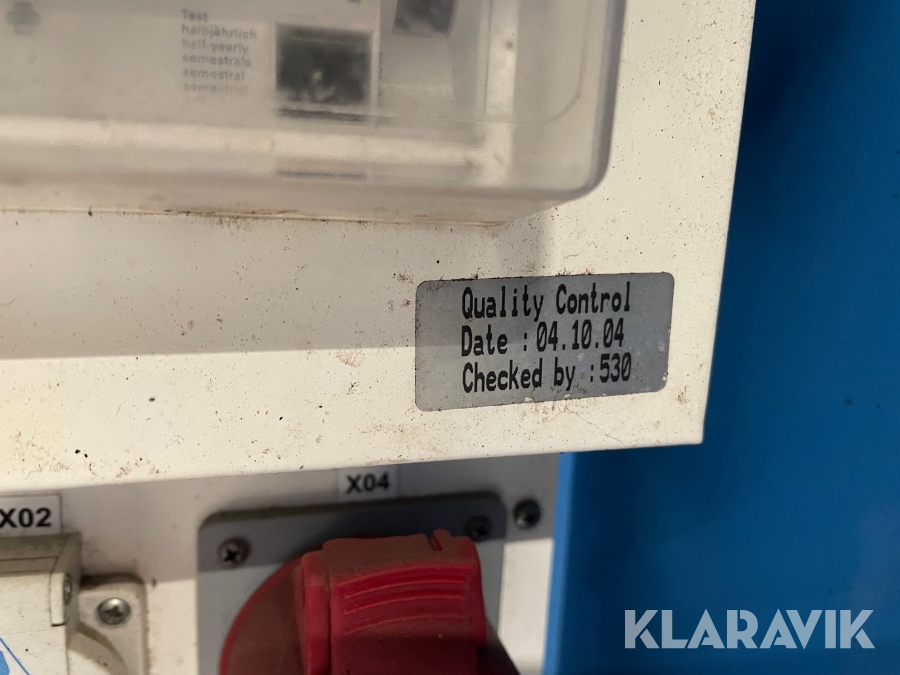 Test
halbjährlich
half-yearly
semestrale
semestral
Quality Control
Date : 04.10.04
Checked by :530
X04
X02
KLARAVIK